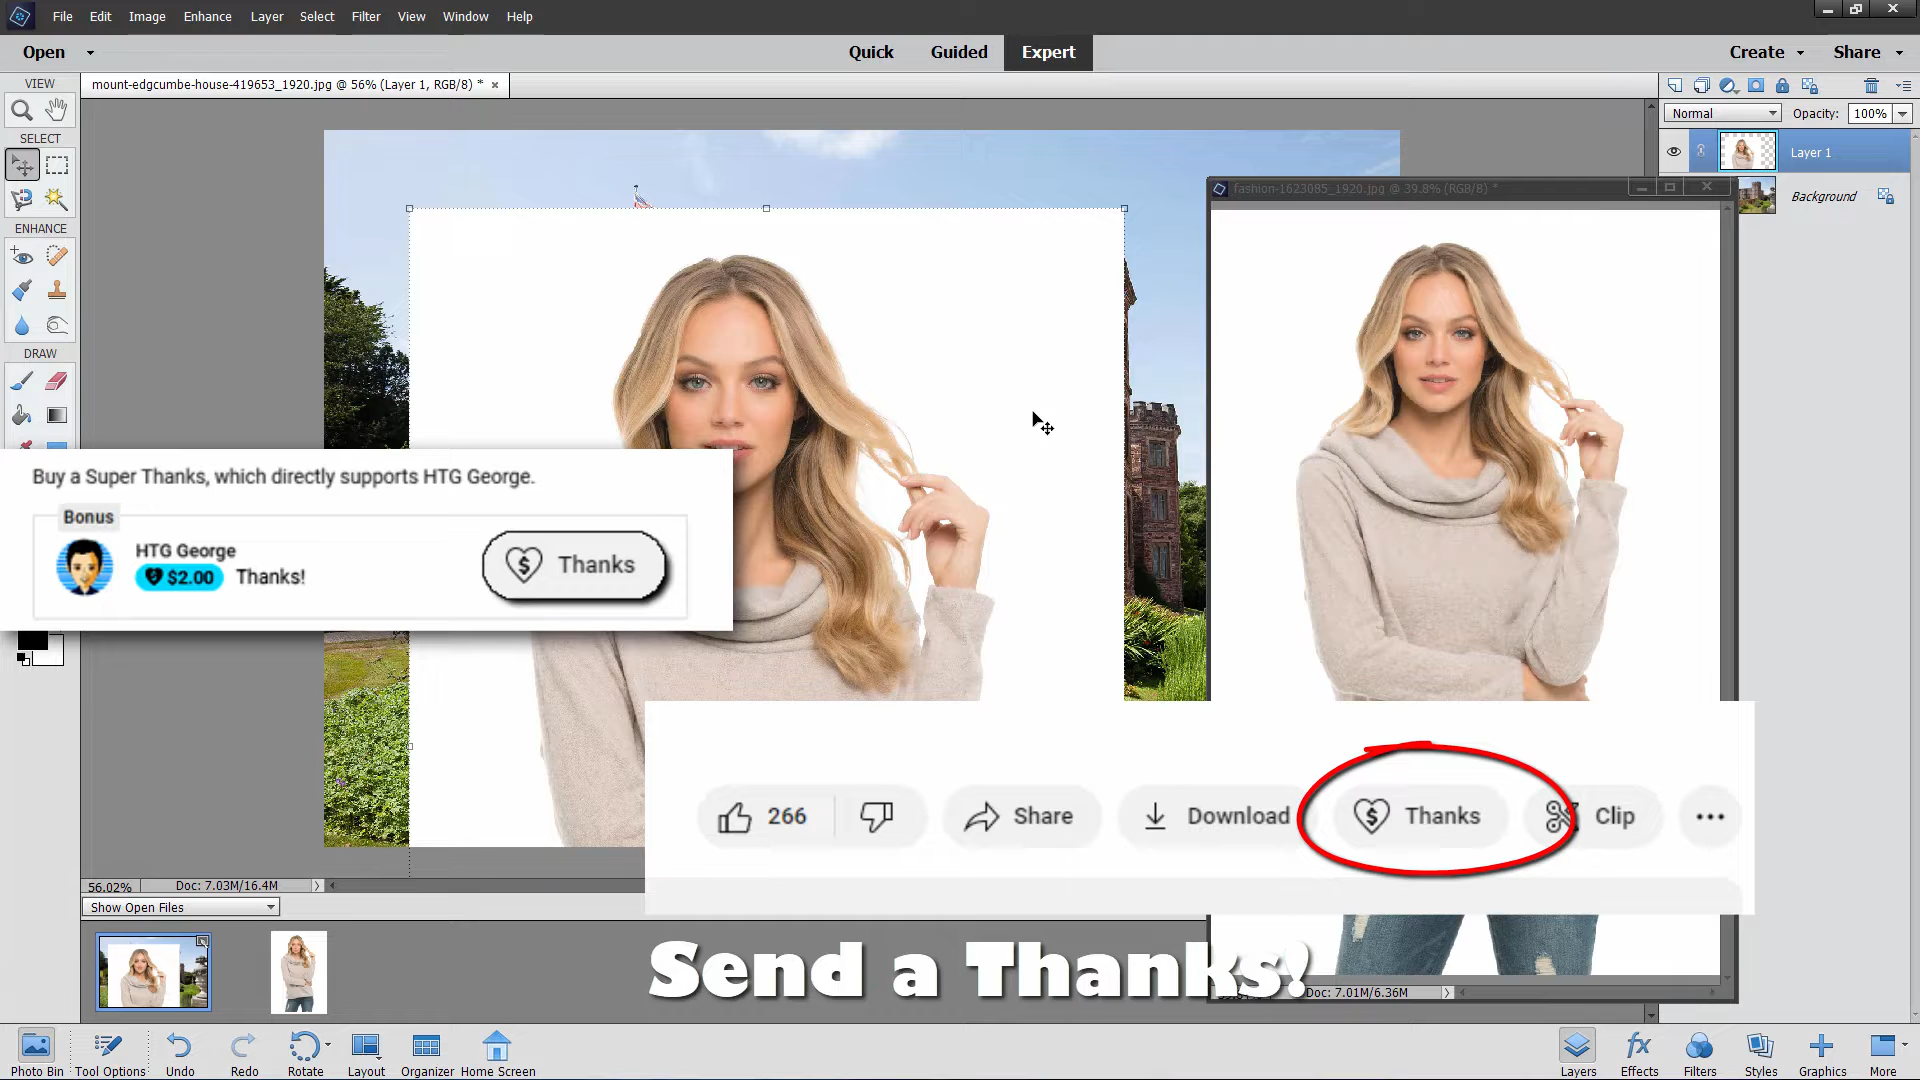 File Edit Image Enhance Layer Select Filter View Window Help
Open Quick Guided Expert Create Share
VIEW
mount-edgcumbe-house-419653_1920.jpg @ 56% (Layer 1, RGB/8) *
Normal Opacity: 100%
SELECT
Layer 1
fashion-1623085_1920.jpg @ 39.8% (RGB/8) *
Background
ENHANCE
DRAW
Buy a Super Thanks, which directly supports HTG George.
Bonus
HTG George
$2.00 Thanks!
$ Thanks
266 Share Download $ Thanks Clip
56.02% Doc: 7.03M/16.4M
Show Open Files
Send a Thanks!
Doc: 7.01M/6.36M
Photo Bin Tool Options Undo Redo Rotate Layout Organizer Home Screen fx Layers Effects Filters Styles Graphics More